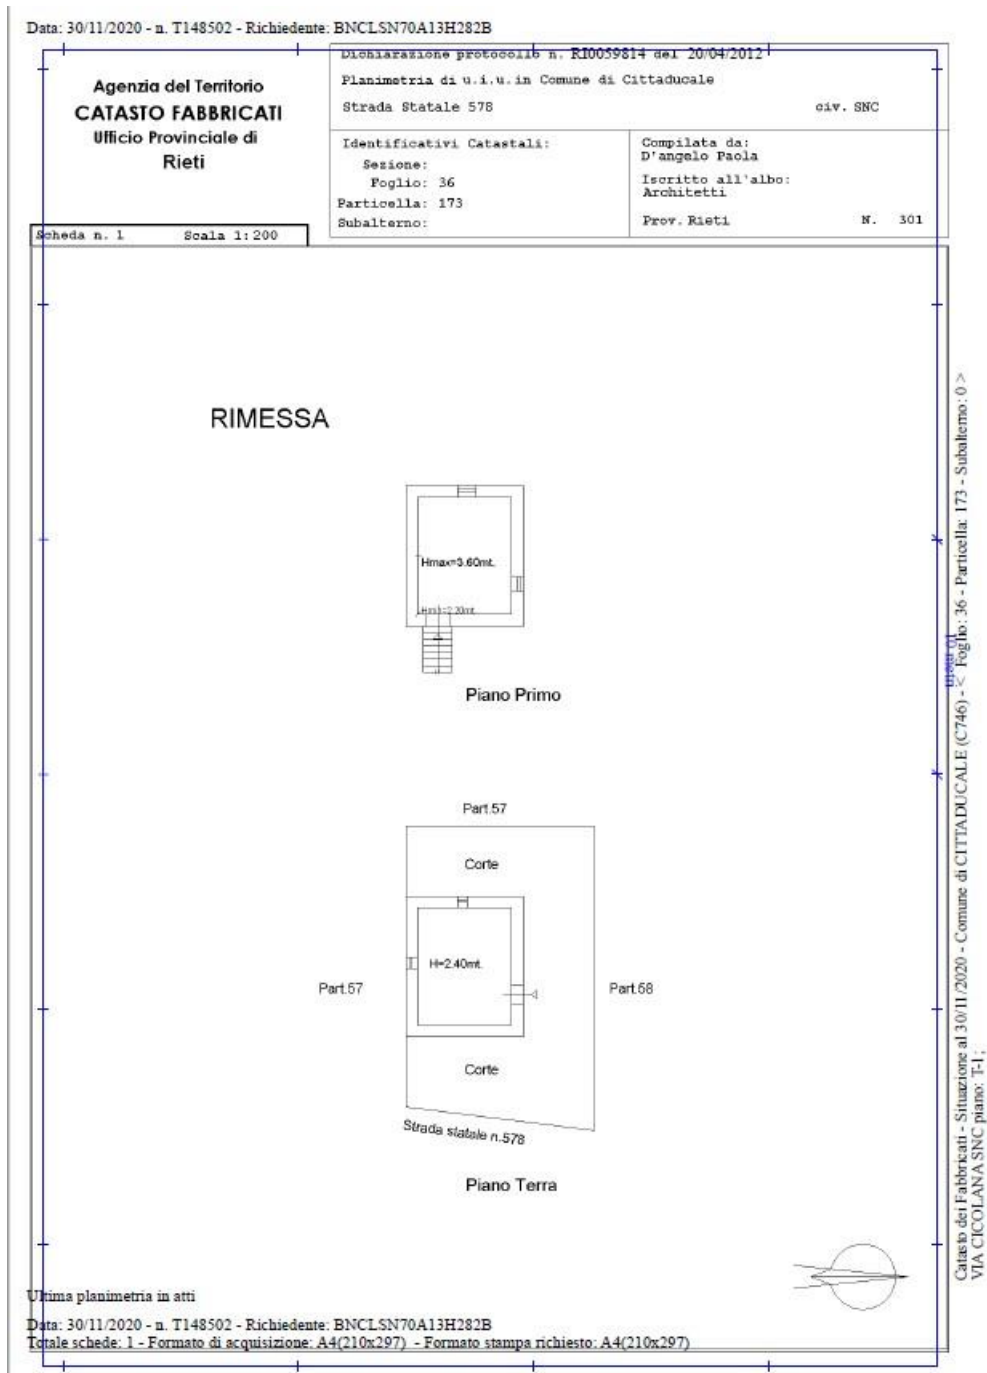 Data: 30/11/2020 - n. T148502 - Richiedente: BNCLSN70A13H282B
Agenzia del Territorio
CATASTO FABBRICATI
Ufficio Provinciale di
Rieti
Dichiarazione protocollo n. RI0059814 del 20/04/2012
Planimetria di u.i.u. in Comune di Cittaducale
Strada Statale 578 civ. SNC
Identificativi Catastali:
Sezione:
Foglio: 36
Particella: 173
Subalterno:
Compilata da:
D'angelo Paola
Iscritto all'albo:
Architetti
Prov. Rieti N. 301
Scheda n. 1 Scala 1:200
RIMESSA
Hmax=3.60mt.
Hmin=2.20mt.
Piano Primo
Part.57
Corte
H=2.40mt.
Part.57
Part.58
Corte
Strada statale n.578
Piano Terra
Ultima planimetria in atti
Data: 30/11/2020 - n. T148502 - Richiedente: BNCLSN70A13H282B
Totale schede: 1 - Formato di acquisizione: A4(210x297) - Formato stampa richiesto: A4(210x297)
10 metri
Catasto dei Fabbricati - Situazione al 30/11/2020 - Comune di CITTADUCALE (C746) - < Foglio: 36 - Particella: 173 - Subalterno: 0 >
VIA CICOLANA SNC piano: T-1;